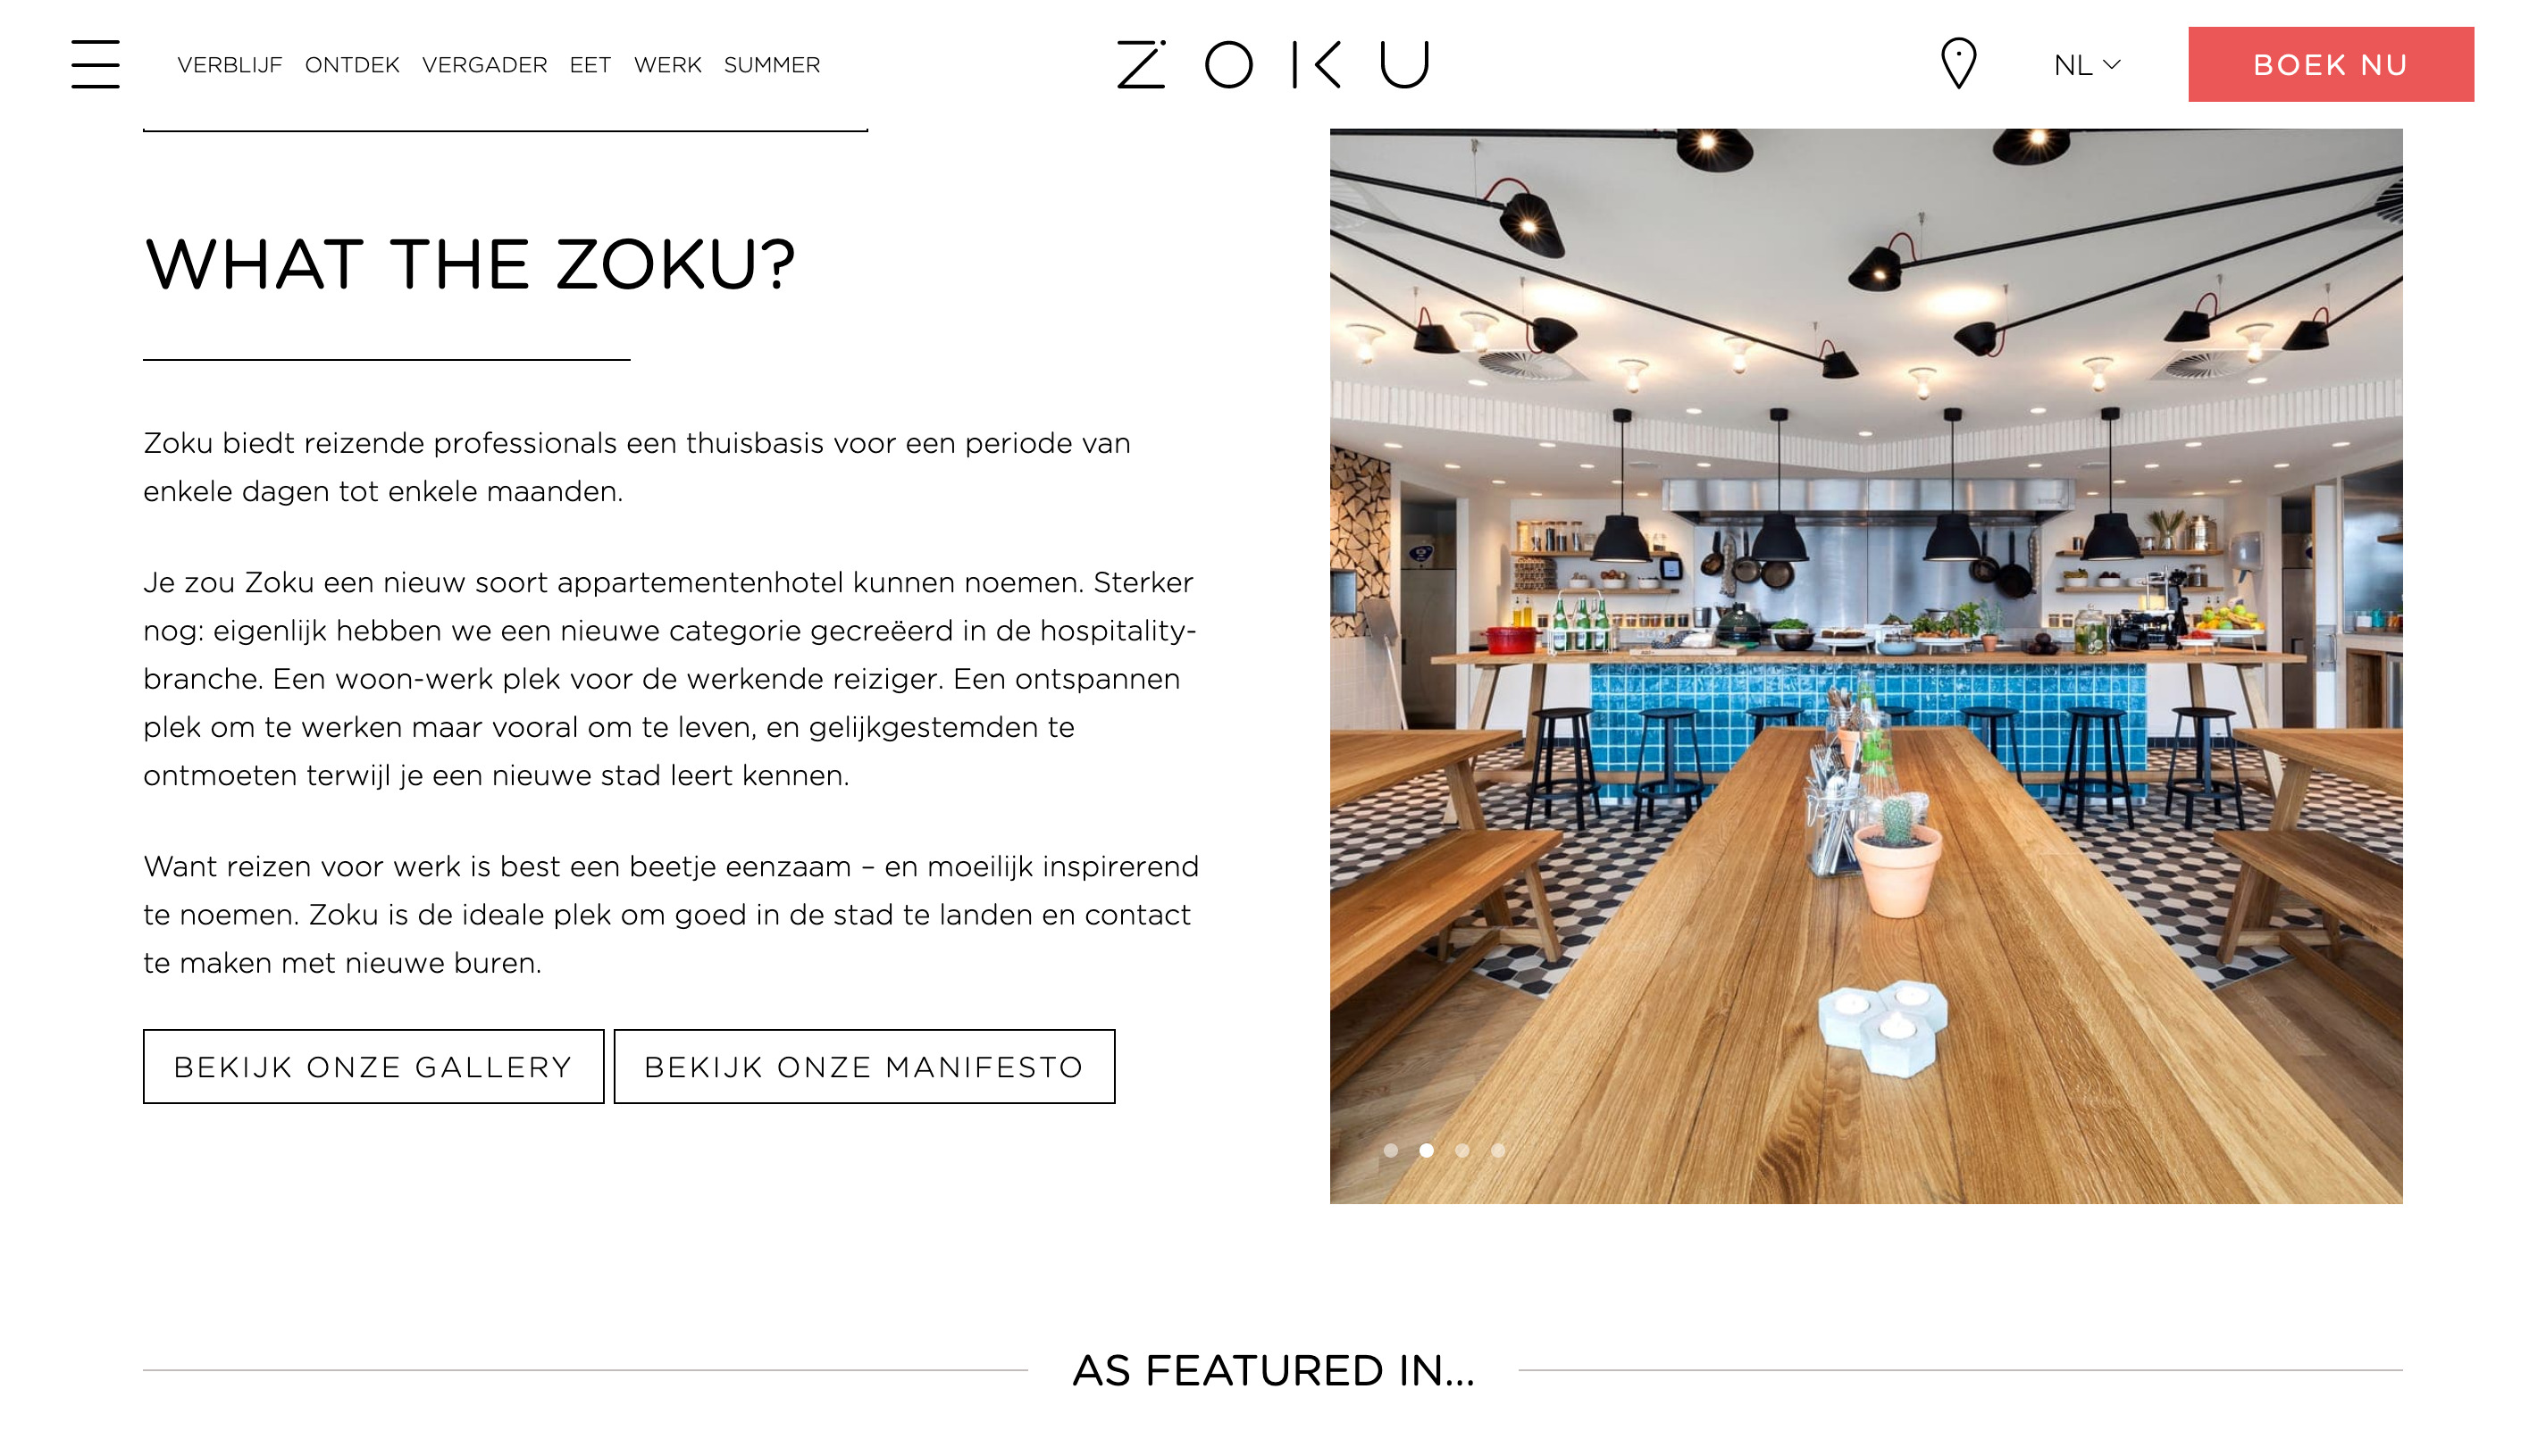 VERBLIJF ONTDEK VERGADER EET WERK SUMMER
ZOKU
NL
BOEK NU
WHAT THE ZOKU?
Zoku biedt reizende professionals een thuisbasis voor een periode van
enkele dagen tot enkele maanden.
Je zou Zoku een nieuw soort appartementenhotel kunnen noemen. Sterker
nog: eigenlijk hebben we een nieuwe categorie gecreëerd in de hospitality-
branche. Een woon-werk plek voor de werkende reiziger. Een ontspannen
plek om te werken maar vooral om te leven, en gelijkgestemden te
ontmoeten terwijl je een nieuwe stad leert kennen.
Want reizen voor werk is best een beetje eenzaam – en moeilijk inspirerend
te noemen. Zoku is de ideale plek om goed in de stad te landen en contact
te maken met nieuwe buren.
BEKIJK ONZE GALLERY
BEKIJK ONZE MANIFESTO
AS FEATURED IN...